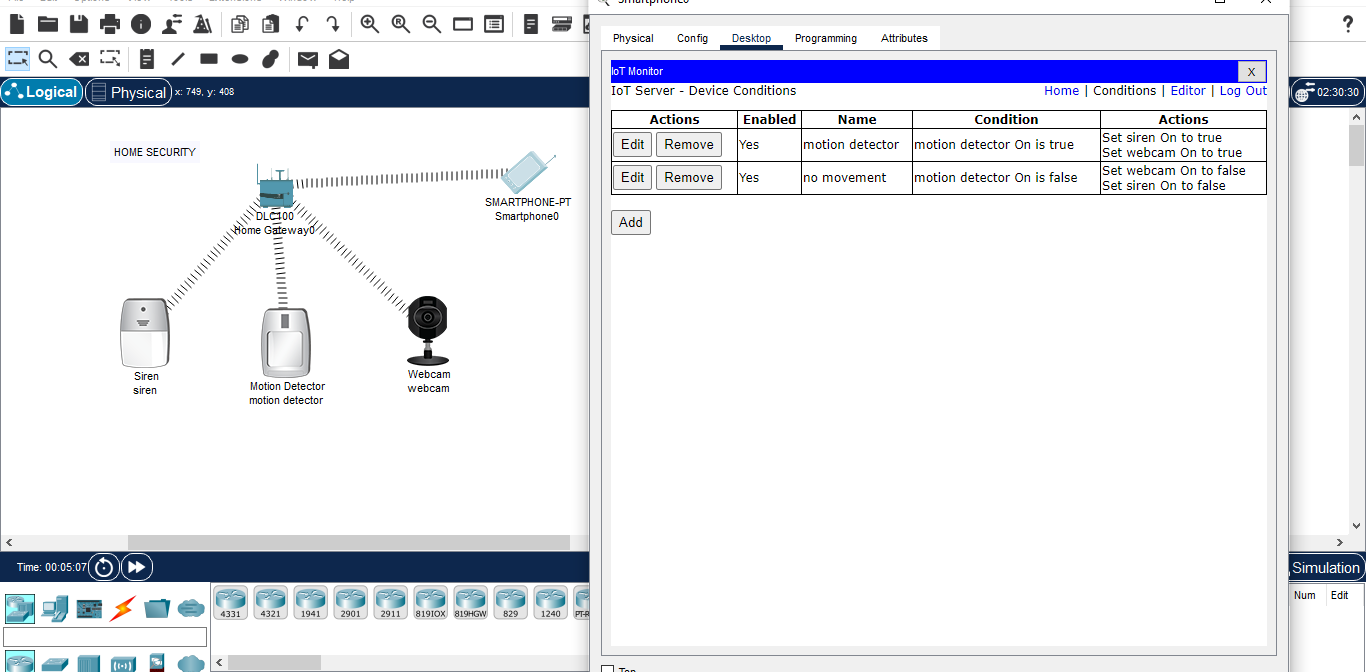 Smartphone0
Physical
Config
Desktop
Programming
Attributes
Logical
Physical
x: 749, y: 408
02:30:30
IoT Monitor
X
IoT Server - Device Conditions
Home | Conditions | Editor | Log Out
Actions Enabled Name Condition Actions
Edit Remove Yes motion detector motion detector On is true Set siren On to true
Set webcam On to true
Edit Remove Yes no movement motion detector On is false Set webcam On to false
Set siren On to false
Add
HOME SECURITY
SMARTPHONE-PT
Smartphone0
DLC100
Home Gateway0
Siren
siren
Motion Detector
motion detector
Webcam
webcam
Time: 00:05:07
Simulation
4331
4321
1941
2901
2911
819IOX
819HGW
829
1240
PT-R
Num
Edit
Top
?